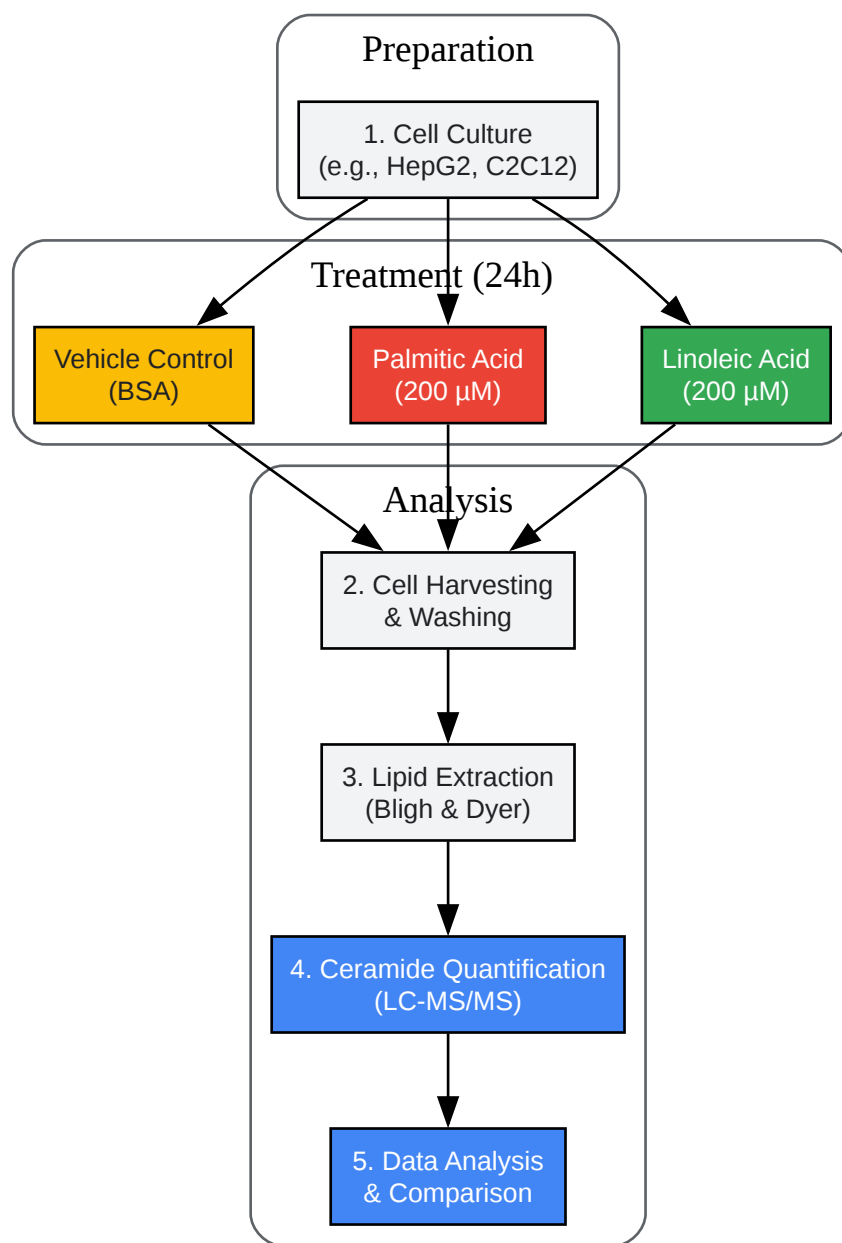 Preparation
1. Cell Culture
(e.g., HepG2, C2C12)
Treatment (24h)
Vehicle Control
(BSA)
Palmitic Acid
(200 µM)
Linoleic Acid
(200 µM)
Analysis
2. Cell Harvesting
& Washing
3. Lipid Extraction
(Bligh & Dyer)
4. Ceramide Quantification
(LC-MS/MS)
5. Data Analysis
& Comparison